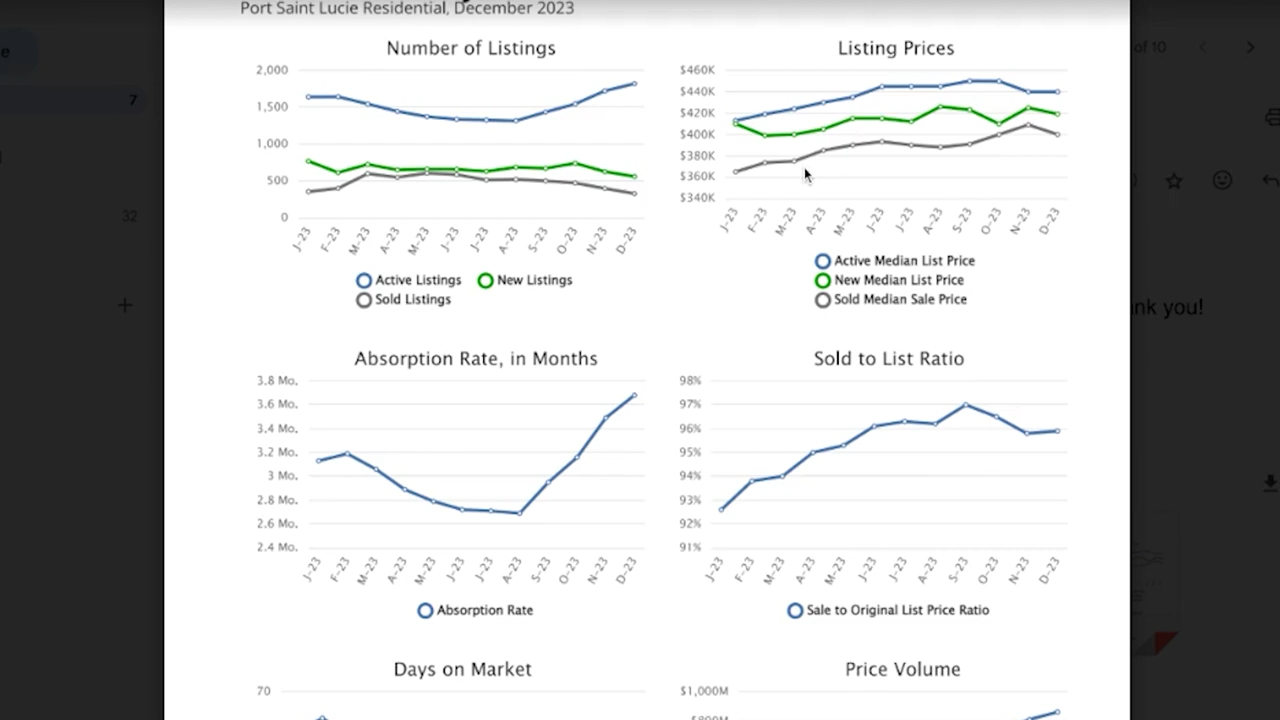 Port Saint Lucie Residential, December 2023
e
7
32
of 10
nk you!
Number of Listings
2,000
1,500
1,000
500
0
J-23 F-23 M-23 A-23 M-23 J-23 J-23 A-23 S-23 O-23 N-23 D-23
Active Listings New Listings
Sold Listings
Listing Prices
$460K
$440K
$420K
$400K
$380K
$360K
$340K
J-23 F-23 M-23 A-23 M-23 J-23 J-23 A-23 S-23 O-23 N-23 D-23
Active Median List Price
New Median List Price
Sold Median Sale Price
Absorption Rate, in Months
3.8 Mo.
3.6 Mo.
3.4 Mo.
3.2 Mo.
3 Mo.
2.8 Mo.
2.6 Mo.
2.4 Mo.
J-23 F-23 M-23 A-23 M-23 J-23 J-23 A-23 S-23 O-23 N-23 D-23
Absorption Rate
Sold to List Ratio
98%
97%
96%
95%
94%
93%
92%
91%
J-23 F-23 M-23 A-23 M-23 J-23 J-23 A-23 S-23 O-23 N-23 D-23
Sale to Original List Price Ratio
Days on Market
70
Price Volume
$1,000M